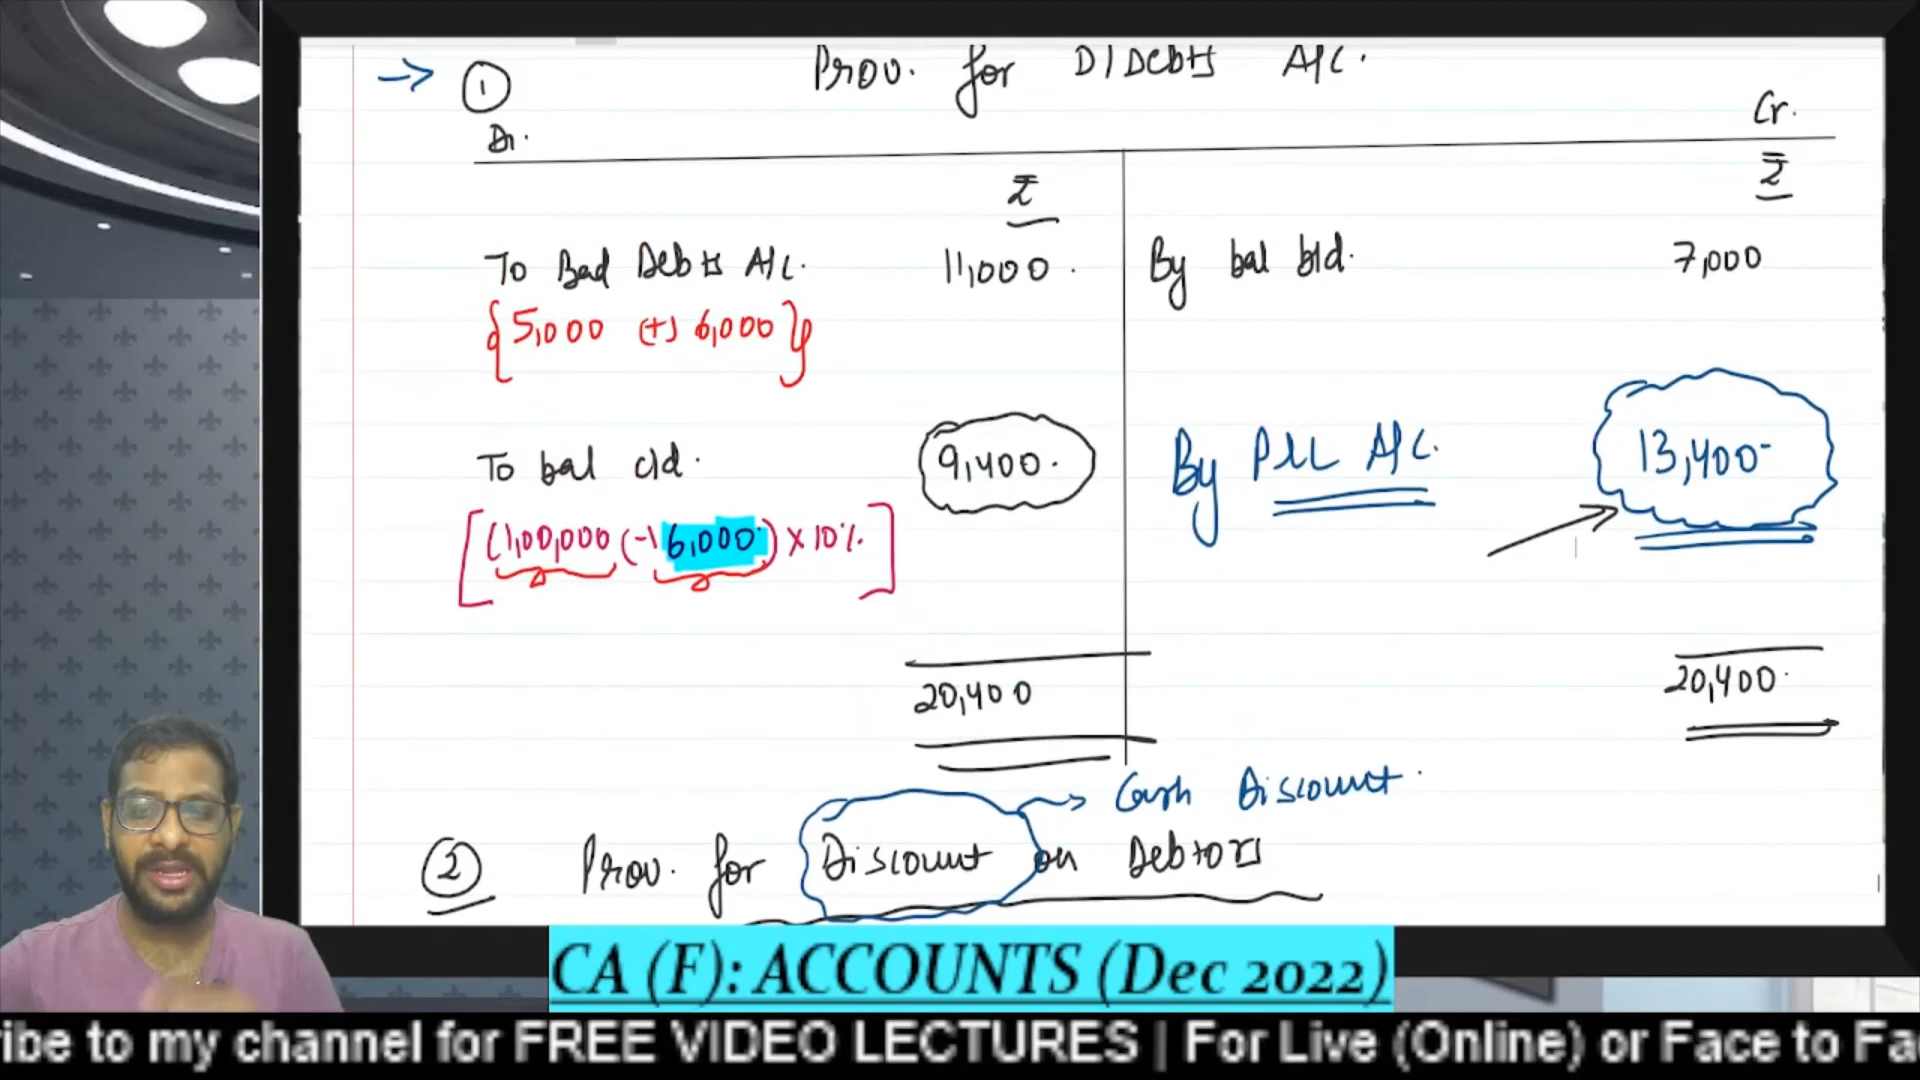 → ① Prov. for D/Debts A/c.
Dr. Cr.
₹ ₹
To Bad Debts A/c. 11,000. By bal b/d. 7,000
{5,000 (+) 6,000}
To bal c/d. 9,400. By P&L A/c. 13,400
[(1,00,000 (-) 6,000) x 10%]
20,400 20,400
→ Cash Discount.
② Prov. for Discount on Debtors
CA (F): ACCOUNTS (Dec 2022)
ribe to my channel for FREE VIDEO LECTURES | For Live (Online) or Face to Fa